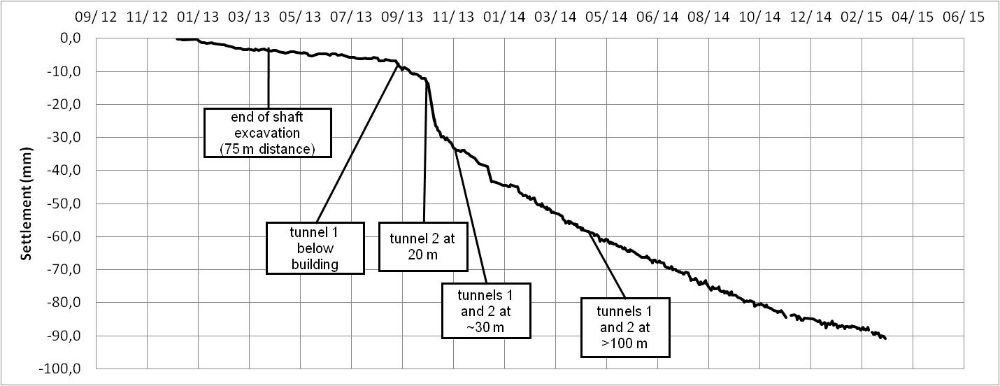 09/ 12 11/ 12 01/ 13 03/ 13 05/ 13 07/ 13 09/ 13 11/ 13 01/ 14 03/ 14 05/ 14 06/ 14 08/ 14 10/ 14 12/ 14 02/ 15 04/ 15 06/ 15
0,0
-10,0
-20,0
-30,0
-40,0
-50,0
-60,0
-70,0
-80,0
-90,0
-100,0
Settlement (mm)
end of shaft
excavation
(75 m distance)
tunnel 1
below
building
tunnel 2 at
20 m
tunnels 1
and 2 at
~30 m
tunnels 1
and 2 at
>100 m